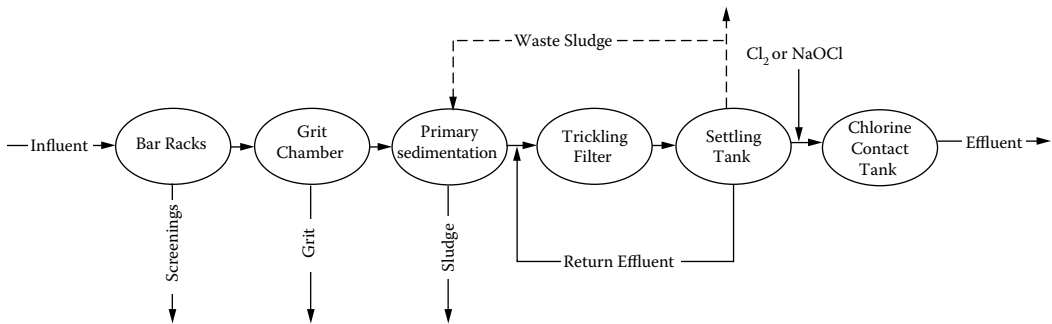 Waste Sludge
Cl2 or NaOCl
Influent
Bar Racks
Grit
Chamber
Primary
sedimentation
Trickling
Filter
Settling
Tank
Chlorine
Contact
Tank
Effluent
Screenings
Grit
Sludge
Return Effluent